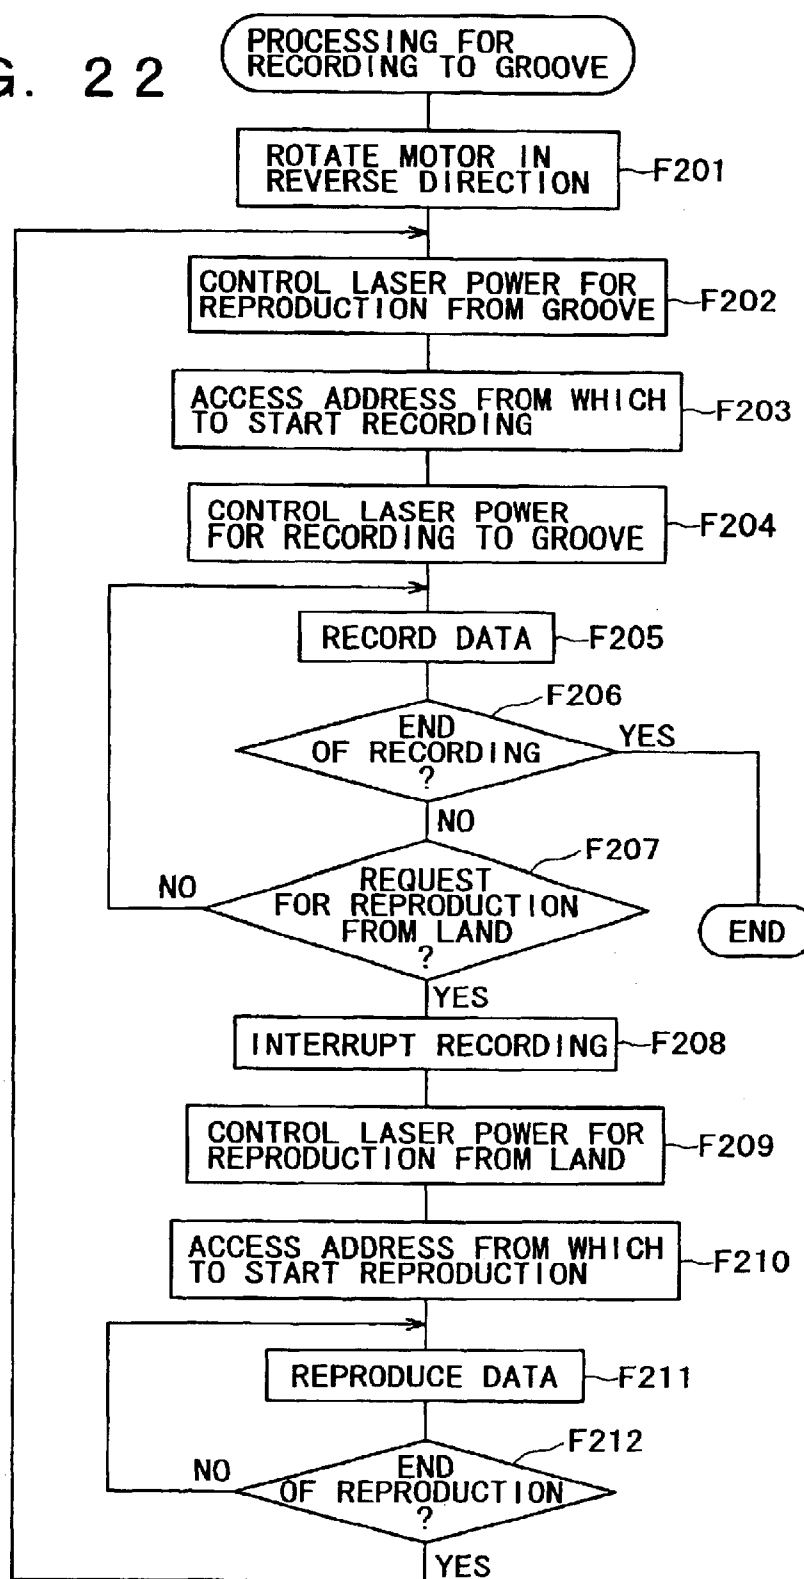 G. 22
PROCESSING FOR
RECORDING TO GROOVE
ROTATE MOTOR IN
REVERSE DIRECTION
F201
CONTROL LASER POWER FOR
REPRODUCTION FROM GROOVE
F202
ACCESS ADDRESS FROM WHICH
TO START RECORDING
F203
CONTROL LASER POWER
FOR RECORDING TO GROOVE
F204
RECORD DATA
F205
F206
END
OF RECORDING
?
YES
NO
F207
REQUEST
FOR REPRODUCTION
FROM LAND
?
NO
END
YES
INTERRUPT RECORDING
F208
CONTROL LASER POWER FOR
REPRODUCTION FROM LAND
F209
ACCESS ADDRESS FROM WHICH
TO START REPRODUCTION
F210
REPRODUCE DATA
F211
F212
END
OF REPRODUCTION
?
NO
YES